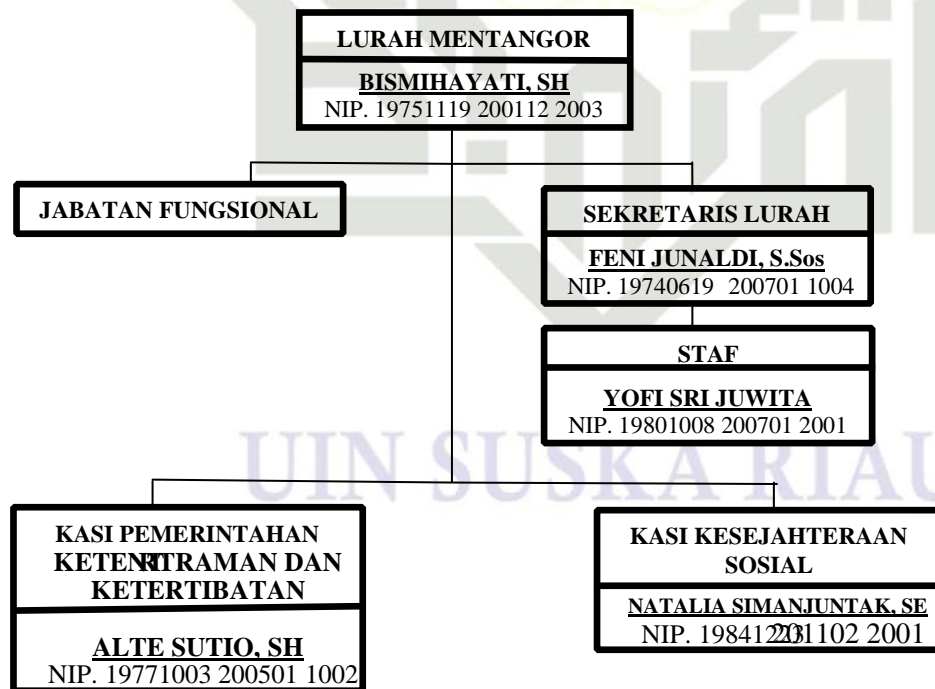 LURAH MENTANGOR
BISMIHAYATI, SH
NIP. 19751119 200112 2003
JABATAN FUNGSIONAL
SEKRETARIS LURAH
FENI JUNALDI, S.Sos
NIP. 19740619 200701 1004
STAF
YOFI SRI JUWITA
NIP. 19801008 200701 2001
UIN SUSKA RIAU
KASI PEMERINTAHAN
DAN
KETERTIBATAN
ALTE SUTIO, SH
NIP. 19771003 200501 1002
KASI KESEJAHTERAAN
SOSIAL
NATALIA SIMANJUNTAK, SE
NIP. 2001